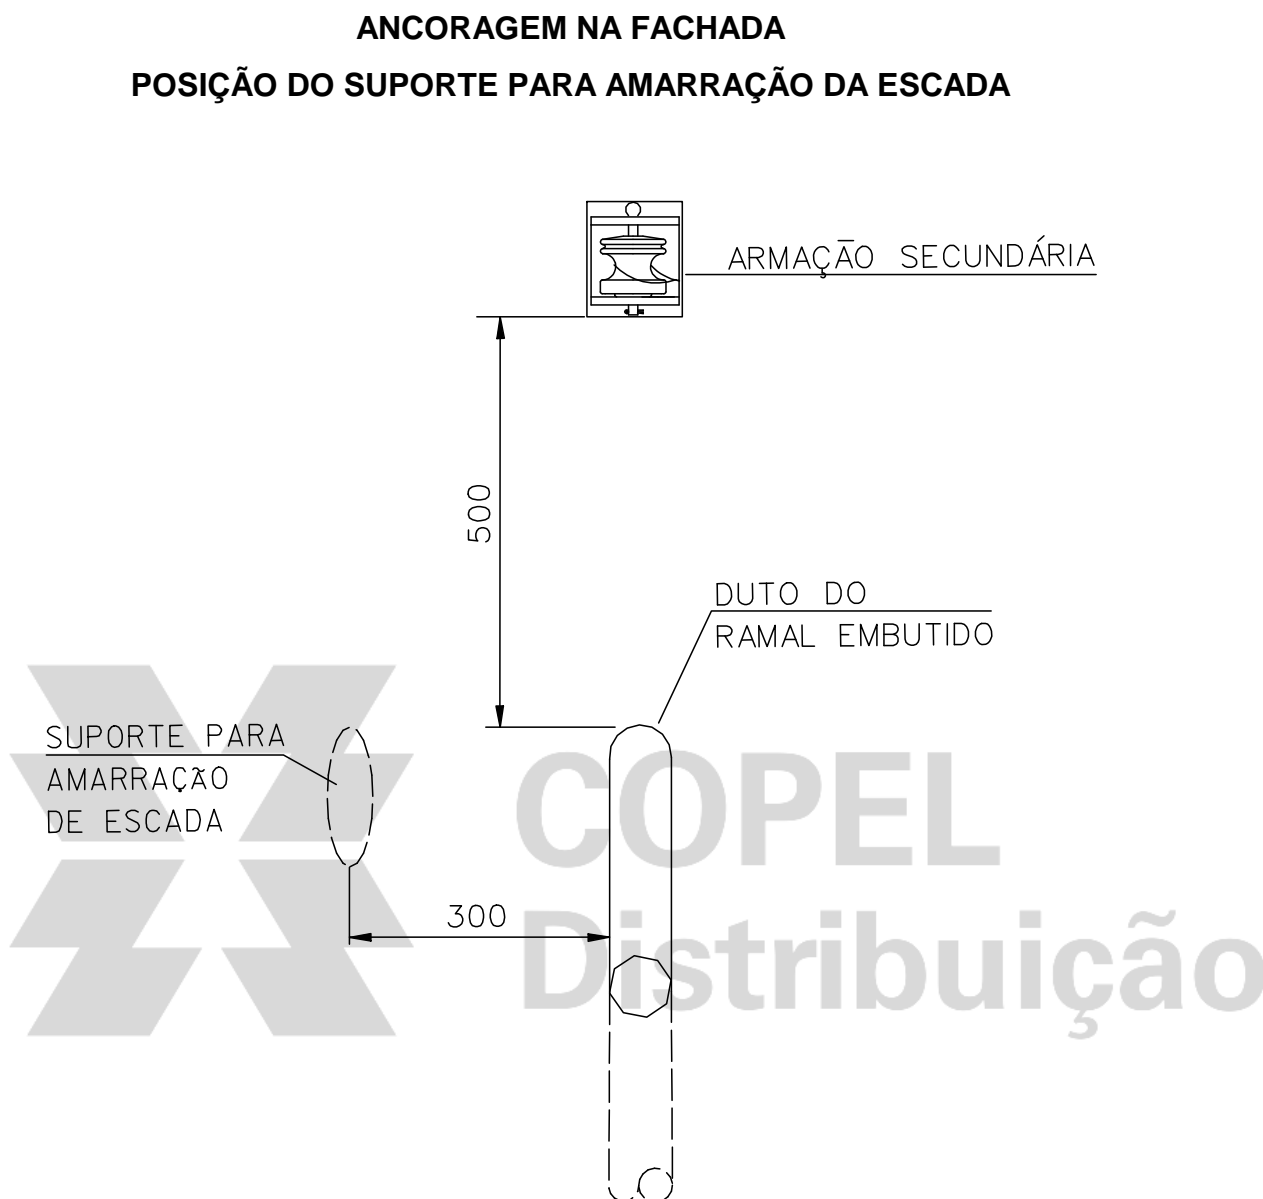 ANCORAGEM NA FACHADA
POSIÇÃO DO SUPORTE PARA AMARRAÇÃO DA ESCADA
ARMAÇÃO SECUNDÁRIA
500
DUTO DO
RAMAL EMBUTIDO
SUPORTE PARA
AMARRAÇÃO
DE ESCADA
COPEL
300
Distribuição